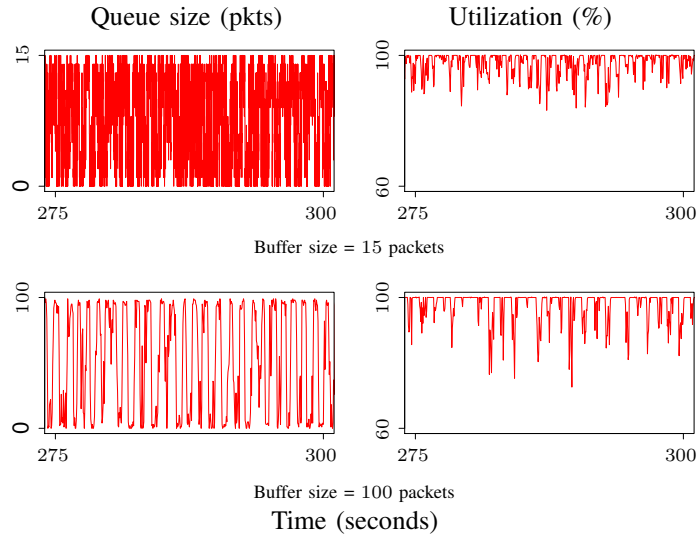 Queue size (pkts) Utilization (%)
15 100
0 60
275 300 275 300
Buffer size = 15 packets
100 100
0 60
275 300 275 300
Buffer size = 100 packets
Time (seconds)